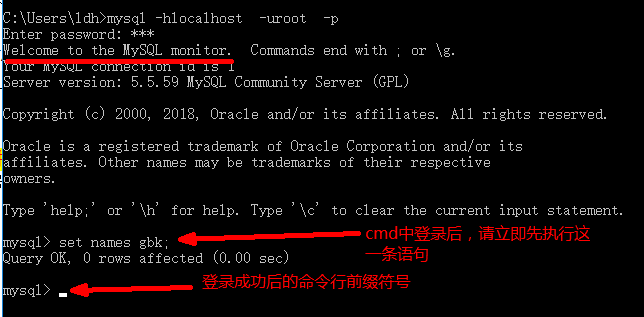 C:\Users\ldh>mysql -hlocalhost  -uroot  -p
Enter password: ***
Welcome to the MySQL monitor.  Commands end with ; or \g.
Your MySQL connection id is 1
Server version: 5.5.59 MySQL Community Server (GPL)
Copyright (c) 2000, 2018, Oracle and/or its affiliates. All rights reserved.
Oracle is a registered trademark of Oracle Corporation and/or its
affiliates. Other names may be trademarks of their respective
owners.
Type 'help;' or '\h' for help. Type '\c' to clear the current input statement.
mysql> set names gbk;
Query OK, 0 rows affected (0.00 sec)
cmd中登录后，请立即先执行这
一条语句
mysql>
登录成功后的命令行前缀符号